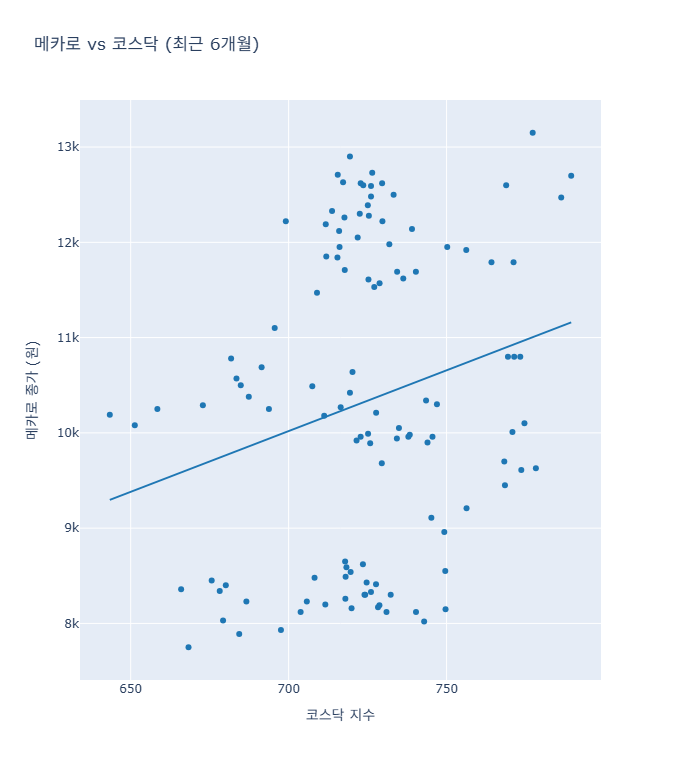 메카로 vs 코스닥 (최근 6개월)
13k
12k
11k
10k
9k
8k
메카로 종가 (원)
650
700
750
코스닥 지수